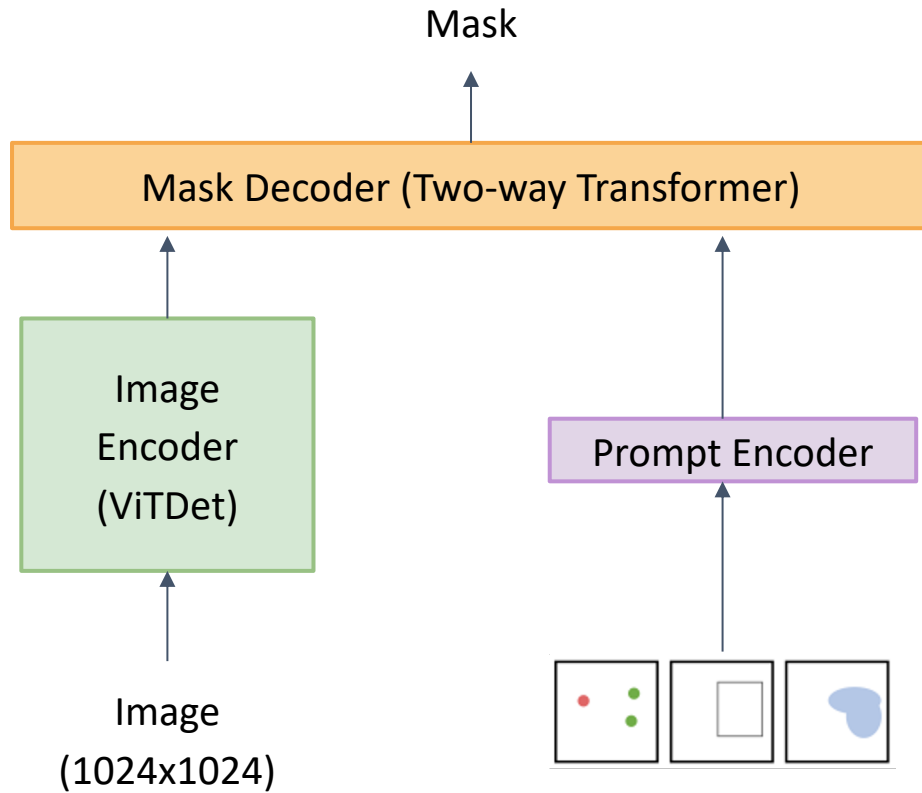 Mask
Mask Decoder (Two-way Transformer)
Image
Encoder
(ViTDet)
Prompt Encoder
Image
(1024x1024)